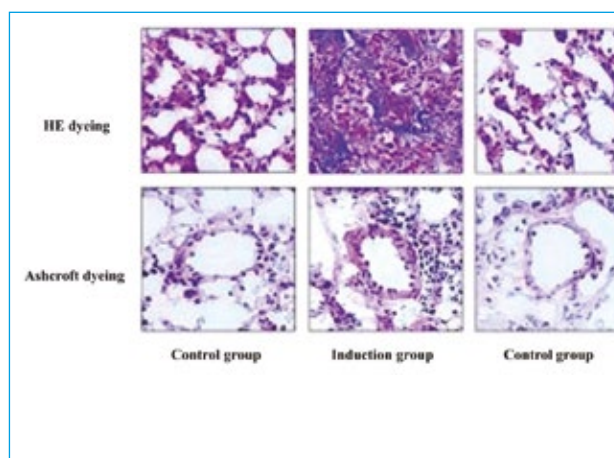 HE dyeing
Ashcroft dyeing
Control group Induction group Control group